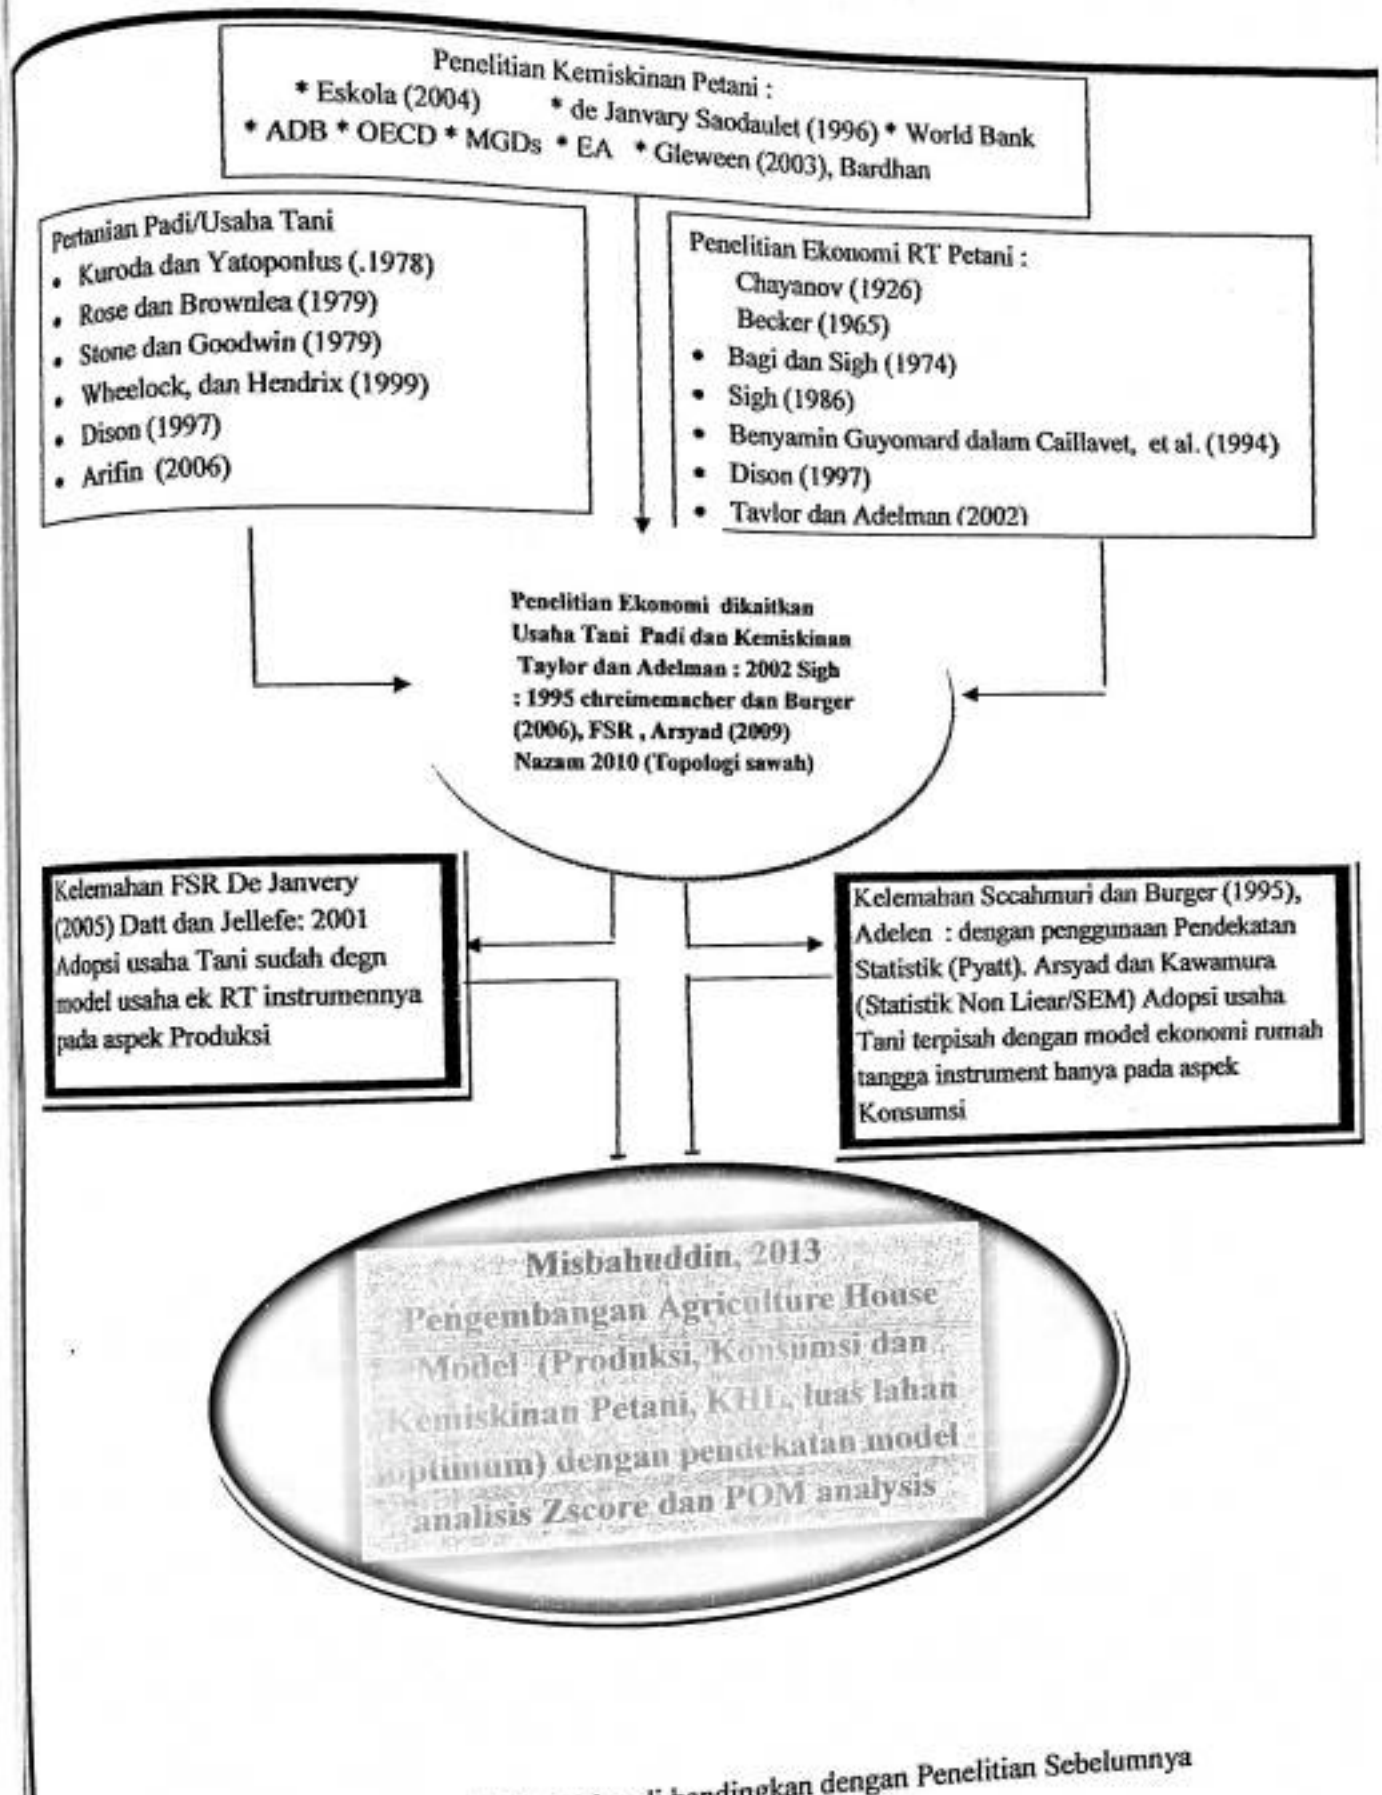 Penelitian Kemiskinan Petani :
* Eskola (2004) * de Janvary Saodaulet (1996) * World Bank
* ADB * OECD * MGDs * EA * Gleween (2003), Bardhan
Pertanian Padi/Usaha Tani
• Kuroda dan Yatoponlus (.1978)
• Rose dan Brownlea (1979)
• Stone dan Goodwin (1979)
• Wheelock, dan Hendrix (1999)
• Dison (1997)
• Arifin (2006)
Penelitian Ekonomi RT Petani :
Chayanov (1926)
Becker (1965)
• Bagi dan Sigh (1974)
• Sigh (1986)
• Benyamin Guyomard dalam Caillavet, et al. (1994)
• Dison (1997)
• Taylor dan Adelman (2002)
Penelitian Ekonomi dikaitkan
Usaha Tani Padi dan Kemiskinan
Taylor dan Adelman : 2002 Sigh
: 1995 chreimemacher dan Burger
(2006), FSR , Arsyad (2009)
Nazam 2010 (Topologi sawah)
Kelemahan FSR De Janvery
(2005) Datt dan Jellefe: 2001
Adopsi usaha Tani sudah degn
model usaha ek RT instrumennya
pada aspek Produksi
Kelemahan Sccahmuri dan Burger (1995),
Adelen : dengan penggunaan Pendekatan
Statistik (Pyatt). Arsyad dan Kawamura
(Statistik Non Liear/SEM) Adopsi usaha
Tani terpisah dengan model ekonomi rumah
tangga instrument hanya pada aspek
Konsumsi
Misbahuddin, 2013
Pengembangan Agriculture House
Model (Produksi, Konsumsi dan
Kemiskinan Petani, KHL, luas lahan
optimum) dengan pendekatan model
analisis Zscore dan POM analysis
dengan Penelitian Sebelumnya